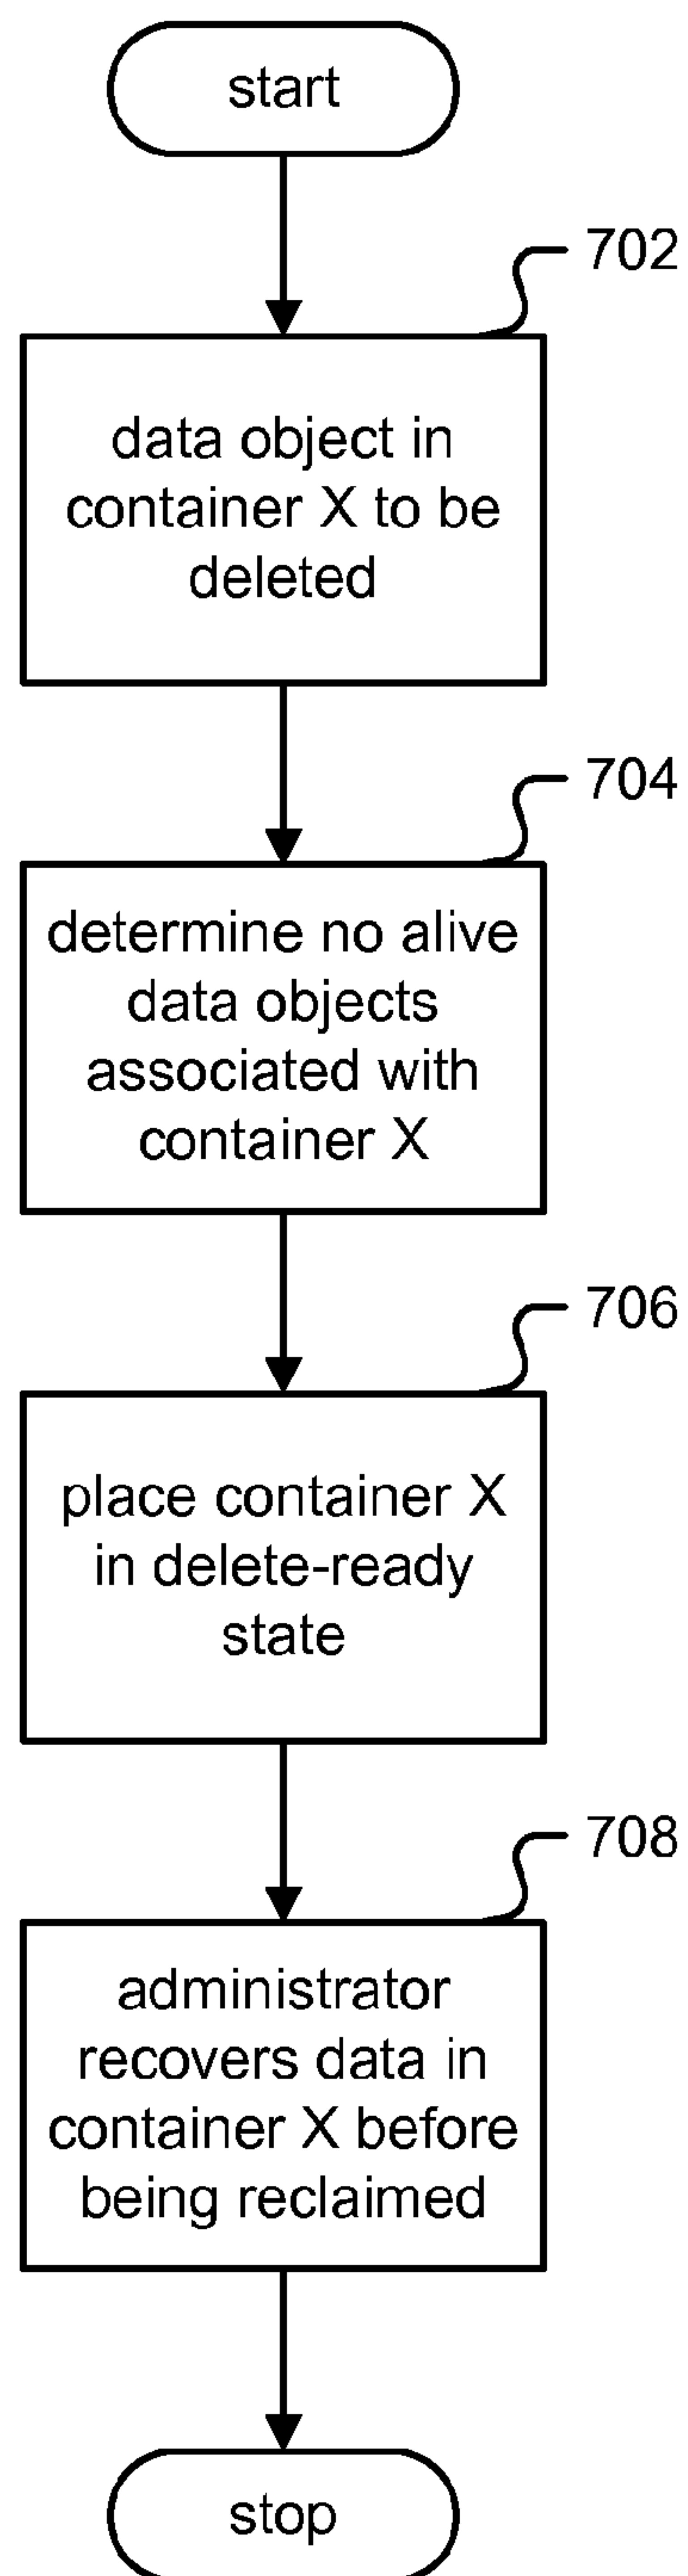 start
702
data object in
container X to be
deleted
704
determine no alive
data objects
associated with
container X
706
place container X
in delete-ready
state
708
administrator
recovers data in
container X before
being reclaimed
stop